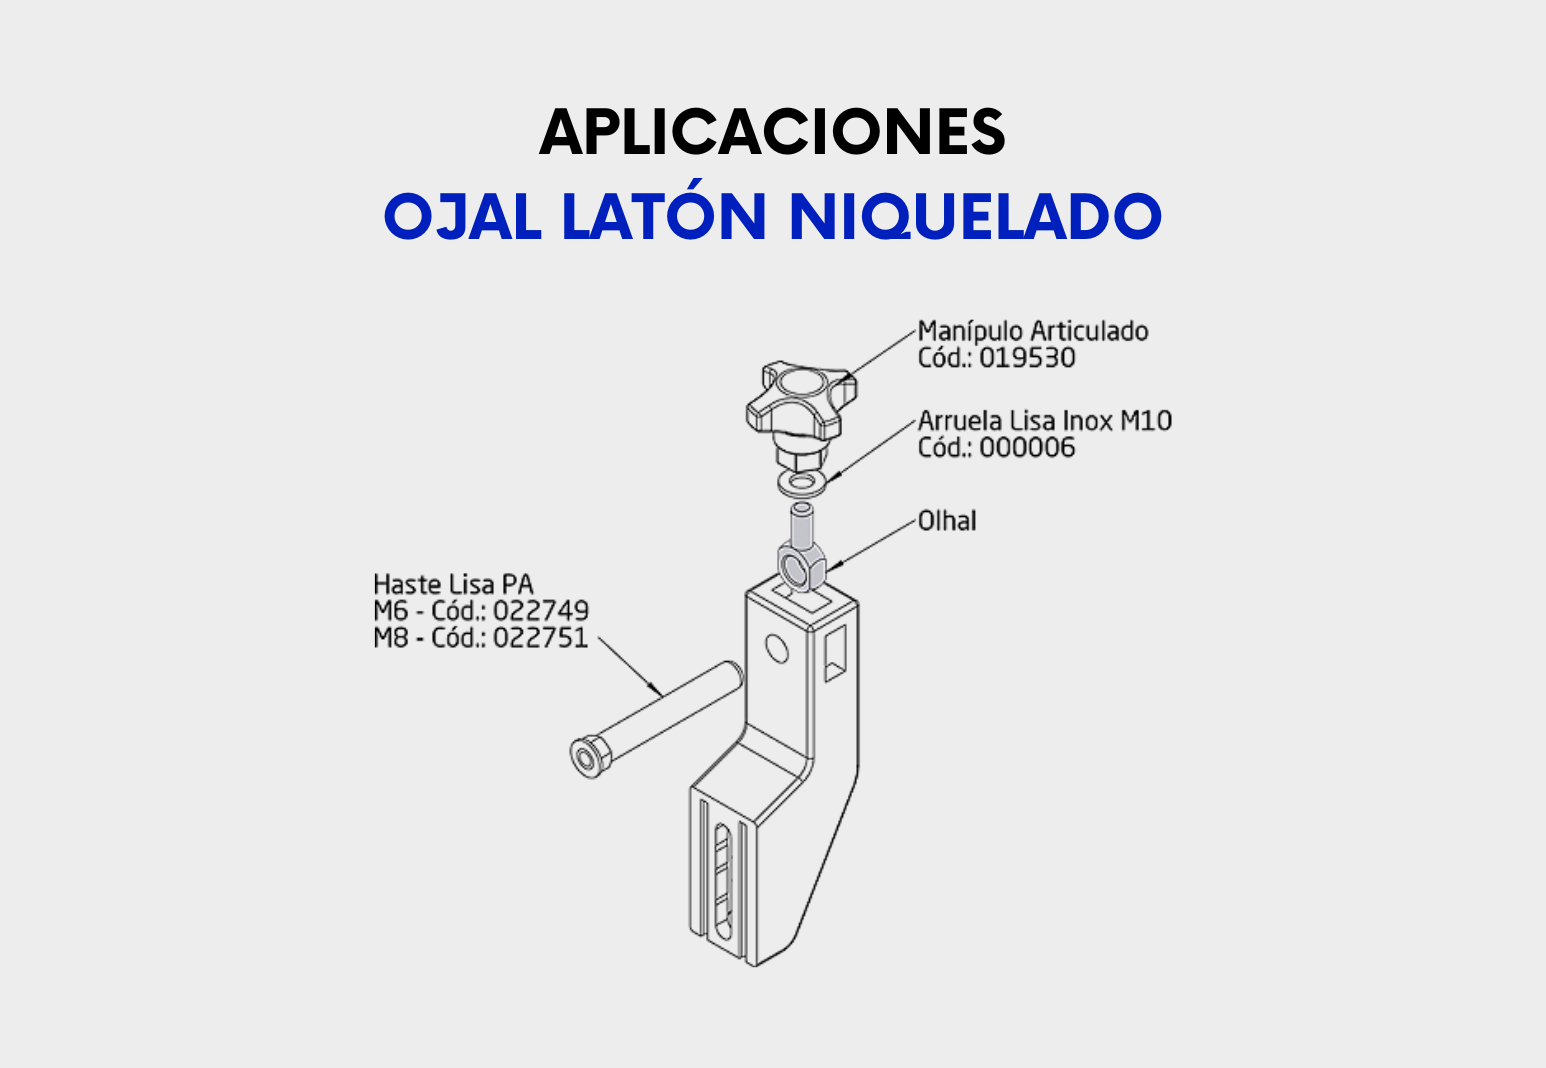 APLICACIONES
OJAL LATÓN NIQUELADO
Manípulo Articulado
Cód.: 019530
Arruela Lisa Inox M10
Cód.: 000006
Olhal
Haste Lisa PA
M6 - Cód.: 022749
M8 - Cód.: 022751